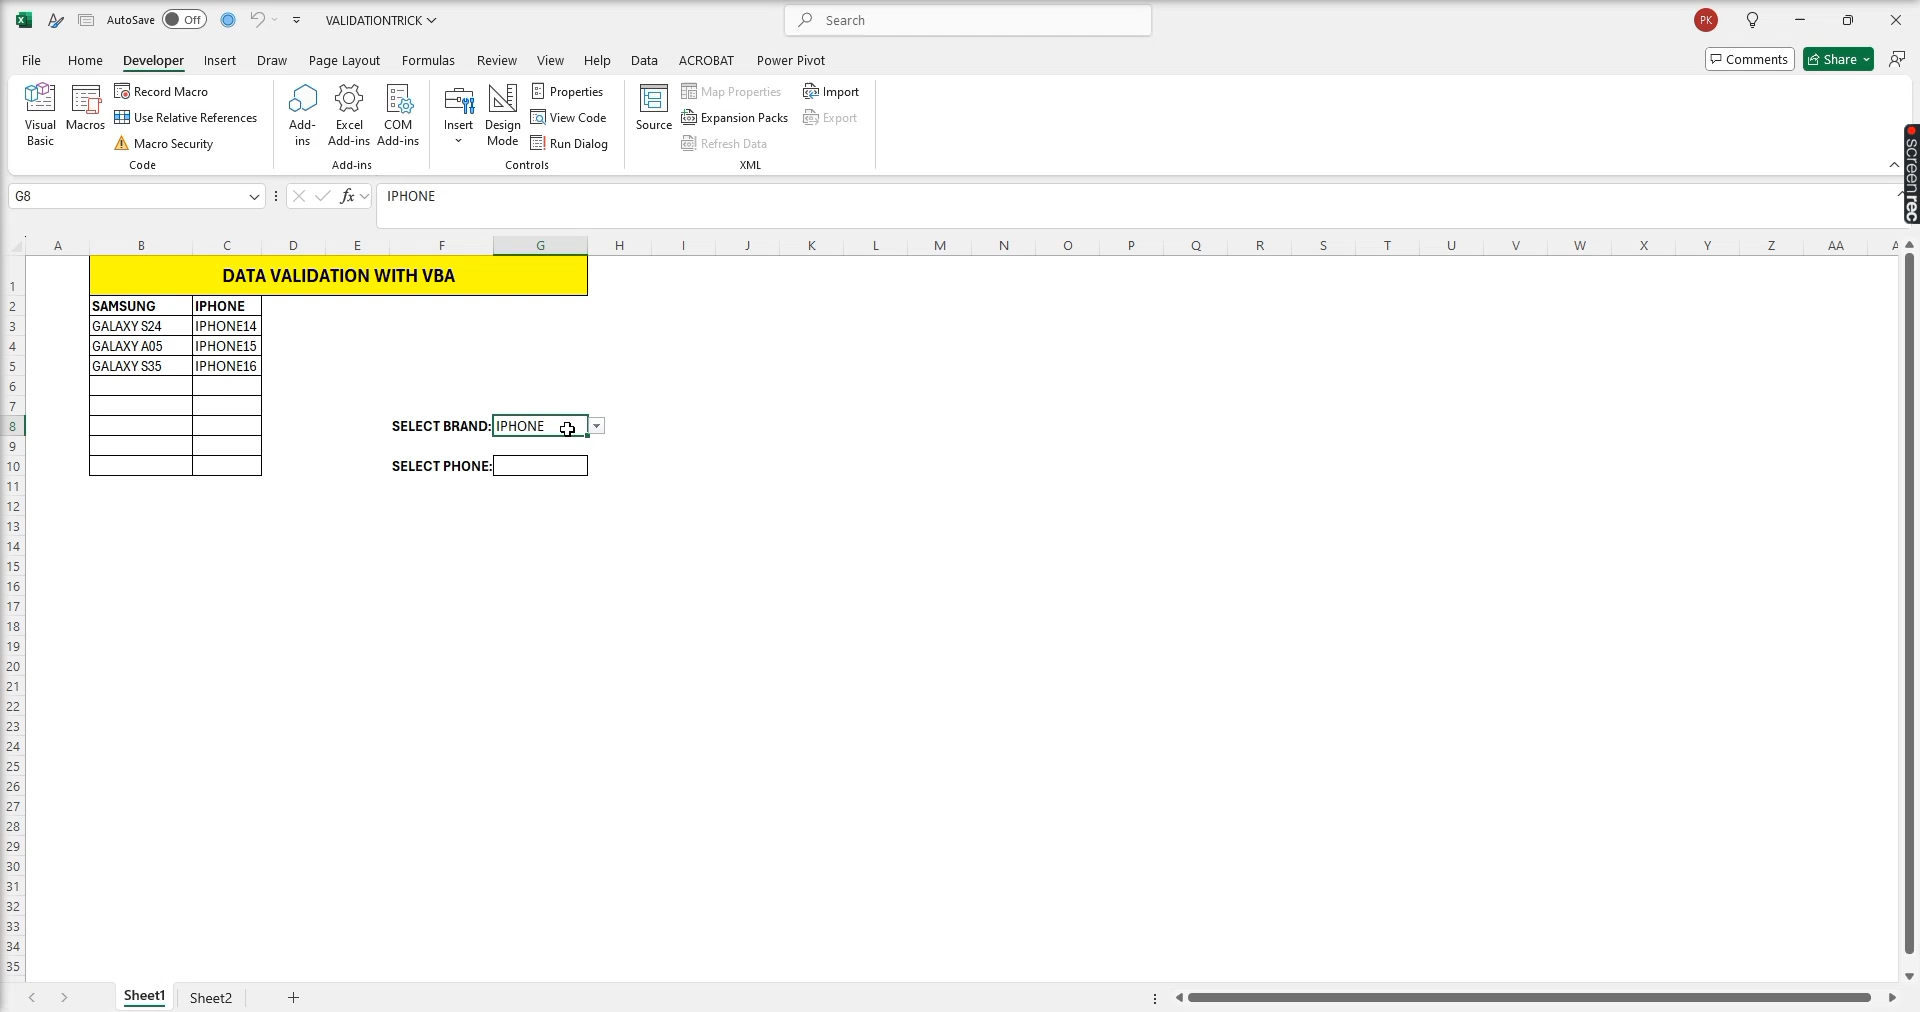 AutoSave Off VALIDATIONTRICK Search PK
File Home Developer Insert Draw Page Layout Formulas Review View Help Data ACROBAT Power Pivot Comments Share
Visual Basic
Macros
Record Macro
Use Relative References
Macro Security
Code
Add-ins
Excel Add-ins
COM Add-ins
Add-ins
Insert
Design Mode
Properties
View Code
Run Dialog
Controls
Source
Map Properties
Expansion Packs
Refresh Data
Import
Export
XML
screenrec
G8 fx IPHONE
A B C D E F G H I J K L M N O P Q R S T U V W X Y Z AA A
1 DATA VALIDATION WITH VBA
2 SAMSUNG IPHONE
3 GALAXY S24 IPHONE14
4 GALAXY A05 IPHONE15
5 GALAXY S35 IPHONE16
6
7
8 SELECT BRAND: IPHONE
9
10 SELECT PHONE:
11
12
13
14
15
16
17
18
19
20
21
22
23
24
25
26
27
28
29
30
31
32
33
34
35
Sheet1 Sheet2